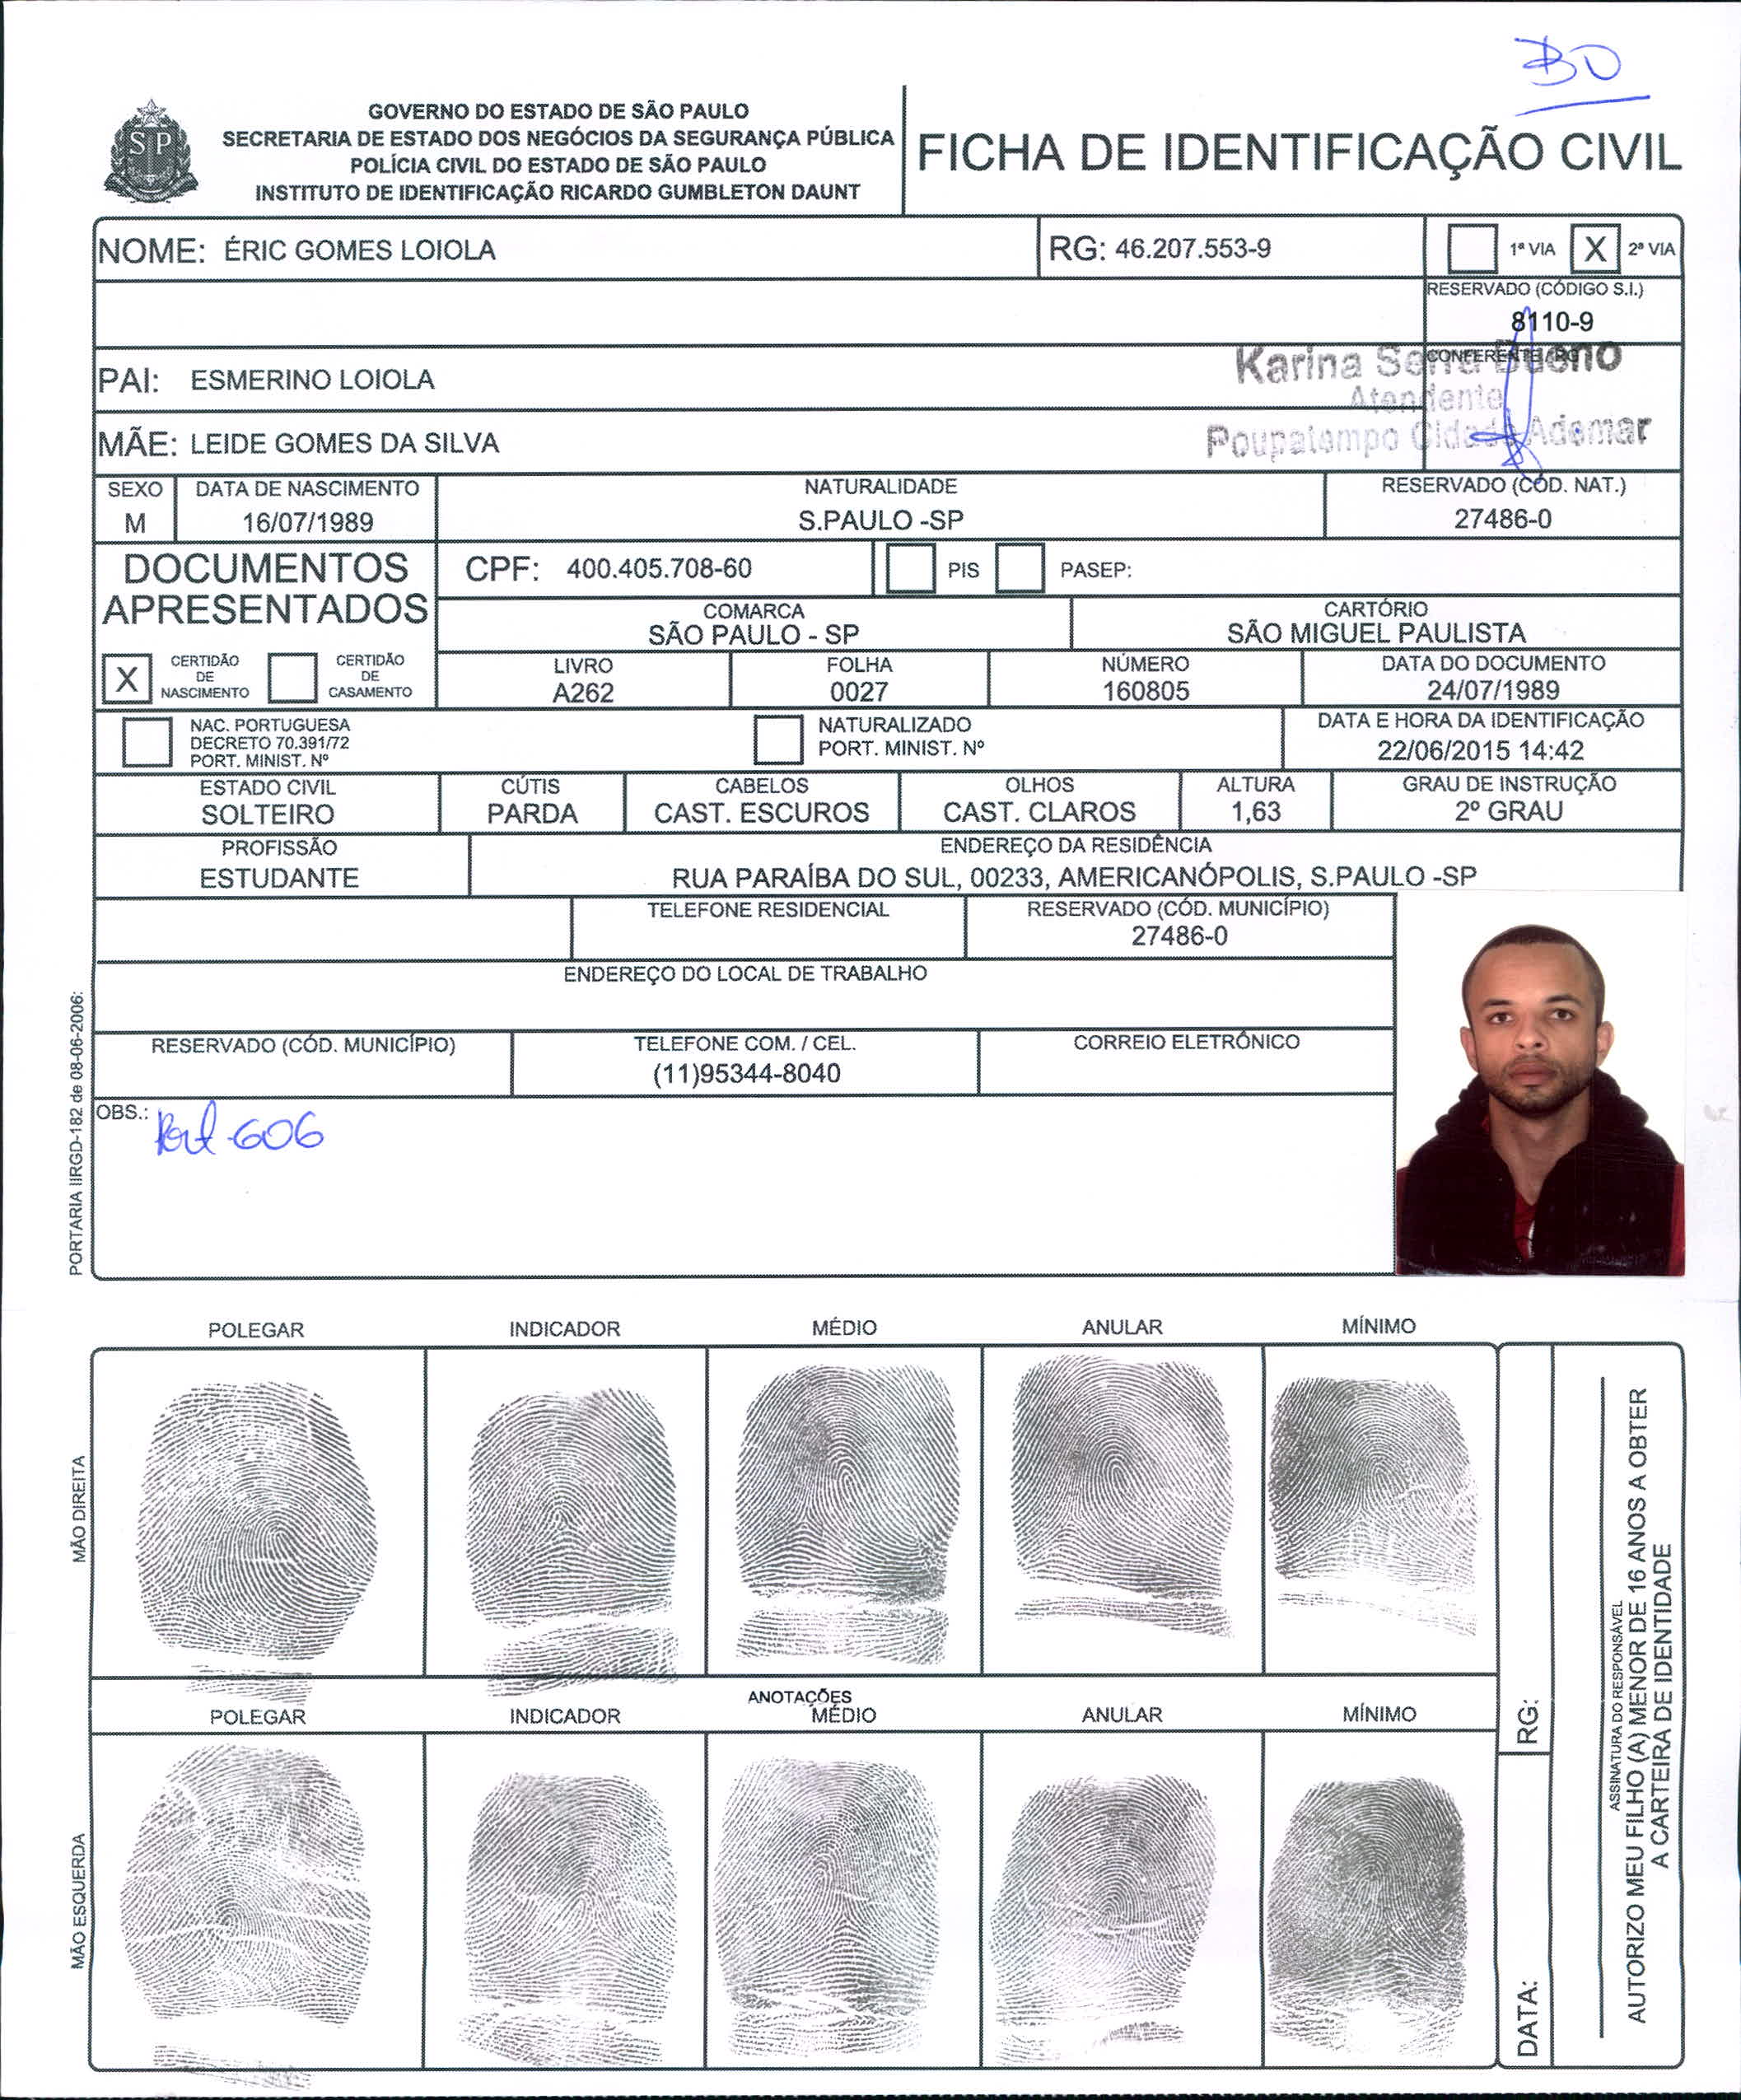 BO
GOVERNO DO ESTADO DE SÃO PAULO
SECRETARIA DE ESTADO DOS NEGÓCIOS DA SEGURANÇA PÚBLICA
POLÍCIA CIVIL DO ESTADO DE SÃO PAULO
INSTITUTO DE IDENTIFICAÇÃO RICARDO GUMBLETON DAUNT
SP
FICHA DE IDENTIFICAÇÃO CIVIL
NOME: ÉRIC GOMES LOIOLA
RG: 46.207.553-9
1ª VIA X 2ª VIA
RESERVADO (CÓDIGO S.I.)
8110-9
PAI: ESMERINO LOIOLA
CONFERENTE
Karina Serra Bueno
Atendente
Poupatempo Cidade Ademar
MÃE: LEIDE GOMES DA SILVA
SEXO
M
DATA DE NASCIMENTO
16/07/1989
NATURALIDADE
S.PAULO -SP
RESERVADO (CÓD. NAT.)
27486-0
DOCUMENTOS
APRESENTADOS
CPF: 400.405.708-60
PIS
PASEP:
COMARCA
SÃO PAULO - SP
CARTÓRIO
SÃO MIGUEL PAULISTA
X CERTIDÃO DE NASCIMENTO
CERTIDÃO DE CASAMENTO
LIVRO
A262
FOLHA
0027
NÚMERO
160805
DATA DO DOCUMENTO
24/07/1989
NAC. PORTUGUESA
DECRETO 70.391/72
PORT. MINIST. Nº
NATURALIZADO
PORT. MINIST. Nº
DATA E HORA DA IDENTIFICAÇÃO
22/06/2015 14:42
ESTADO CIVIL
SOLTEIRO
CÚTIS
PARDA
CABELOS
CAST. ESCUROS
OLHOS
CAST. CLAROS
ALTURA
1,63
GRAU DE INSTRUÇÃO
2º GRAU
PROFISSÃO
ESTUDANTE
ENDEREÇO DA RESIDÊNCIA
RUA PARAÍBA DO SUL, 00233, AMERICANÓPOLIS, S.PAULO -SP
TELEFONE RESIDENCIAL
RESERVADO (CÓD. MUNICÍPIO)
27486-0
ENDEREÇO DO LOCAL DE TRABALHO
RESERVADO (CÓD. MUNICÍPIO)
TELEFONE COM. / CEL.
(11)95344-8040
CORREIO ELETRÔNICO
OBS.:
606
PORTARIA IIRGD-182 de 08-06-2006:
POLEGAR INDICADOR MÉDIO ANULAR MÍNIMO
MÃO DIREITA
ANOTAÇÕES
POLEGAR INDICADOR MÉDIO ANULAR MÍNIMO
MÃO ESQUERDA
RG:
DATA:
ASSINATURA DO RESPONSÁVEL
AUTORIZO MEU FILHO (A) MENOR DE 16 ANOS A OBTER
A CARTEIRA DE IDENTIDADE